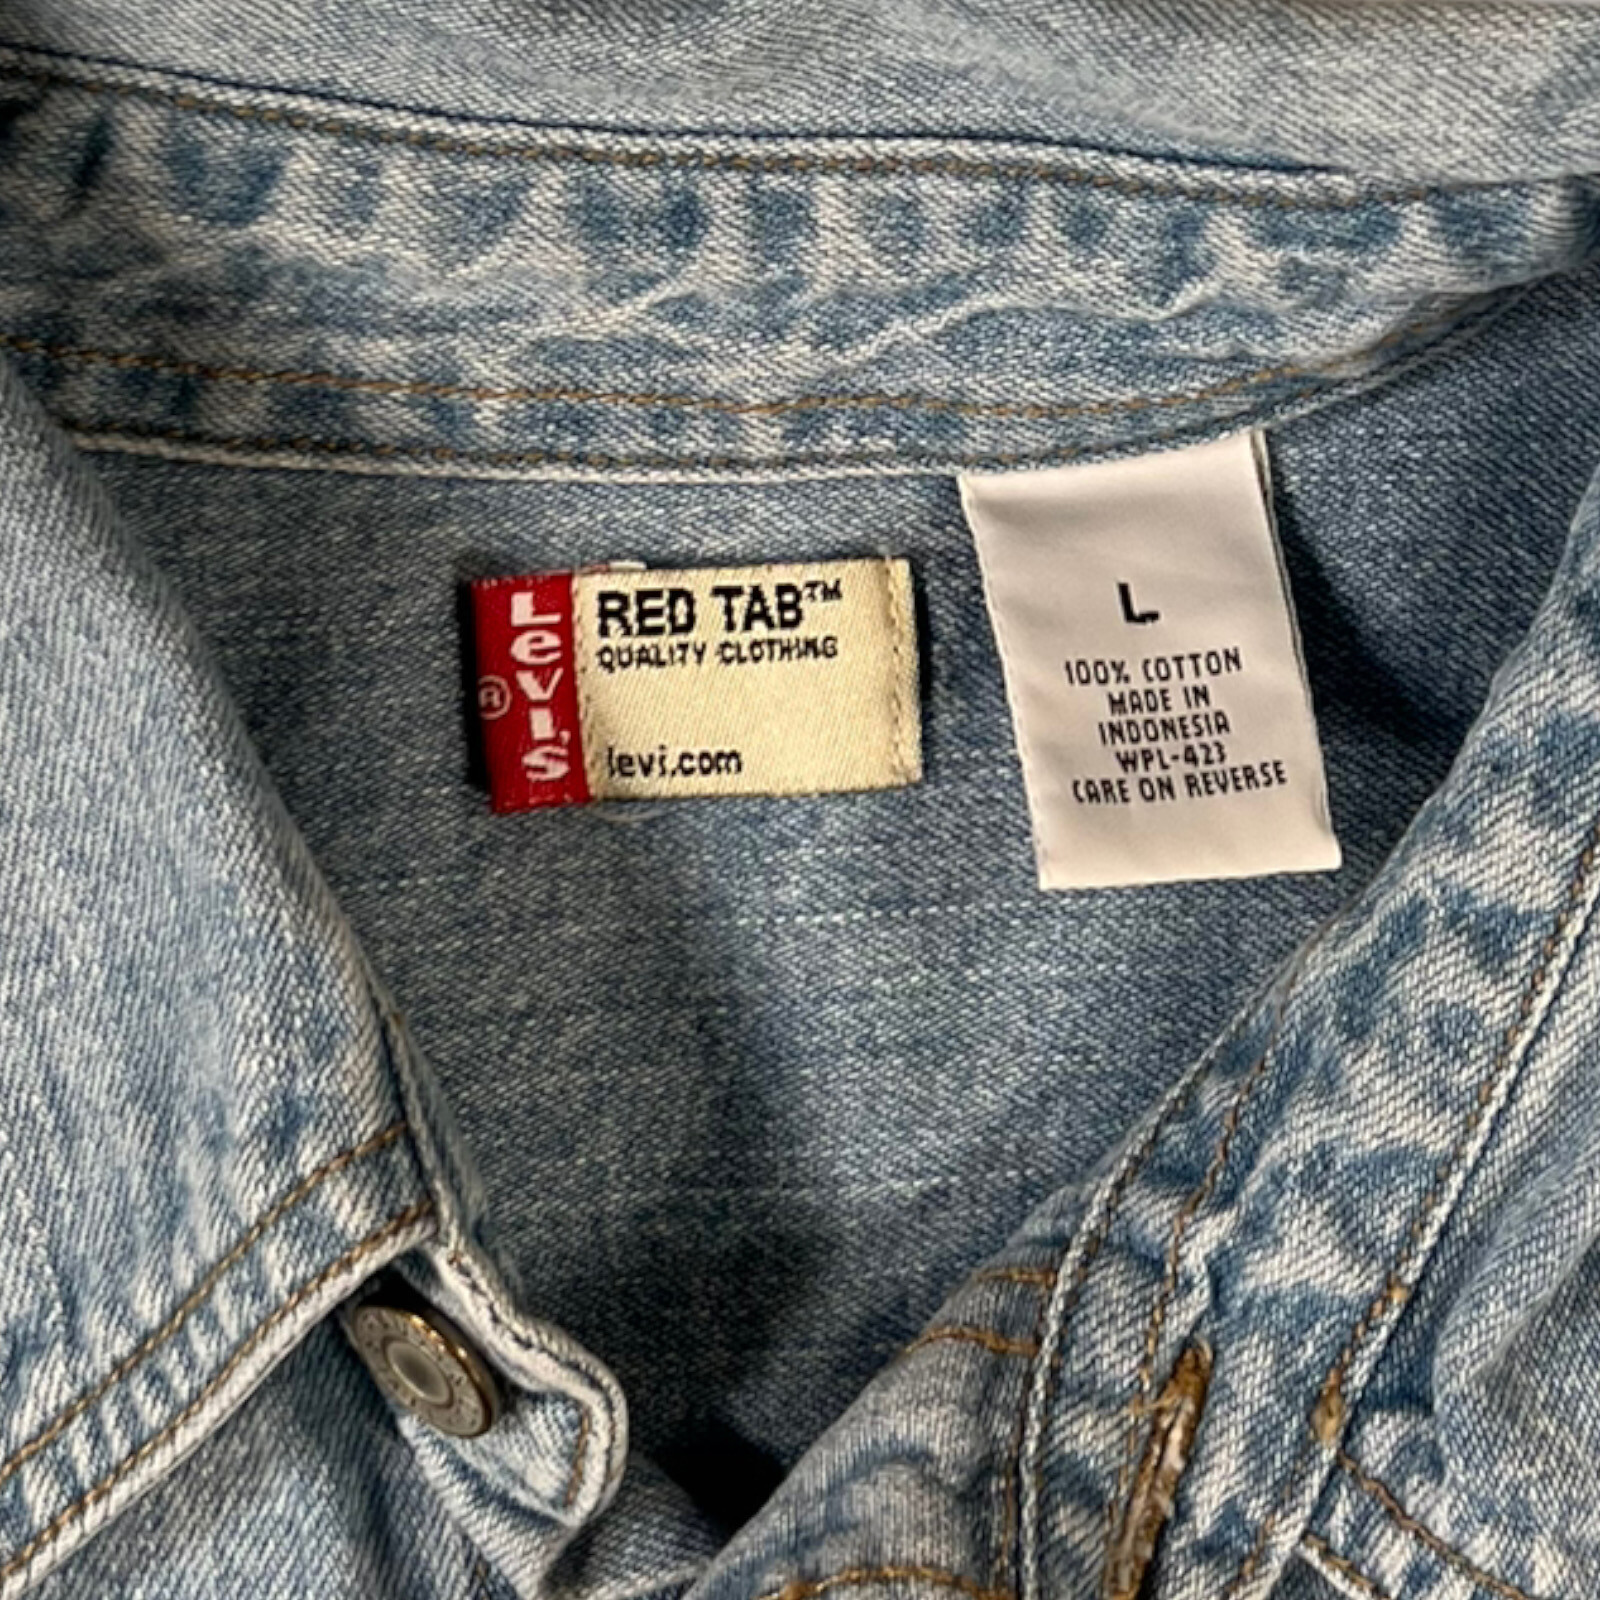 LEVI'S
®
RED TAB™
QUALITY CLOTHING
levi.com
L
100% COTTON
MADE IN
INDONESIA
WPL-423
CARE ON REVERSE